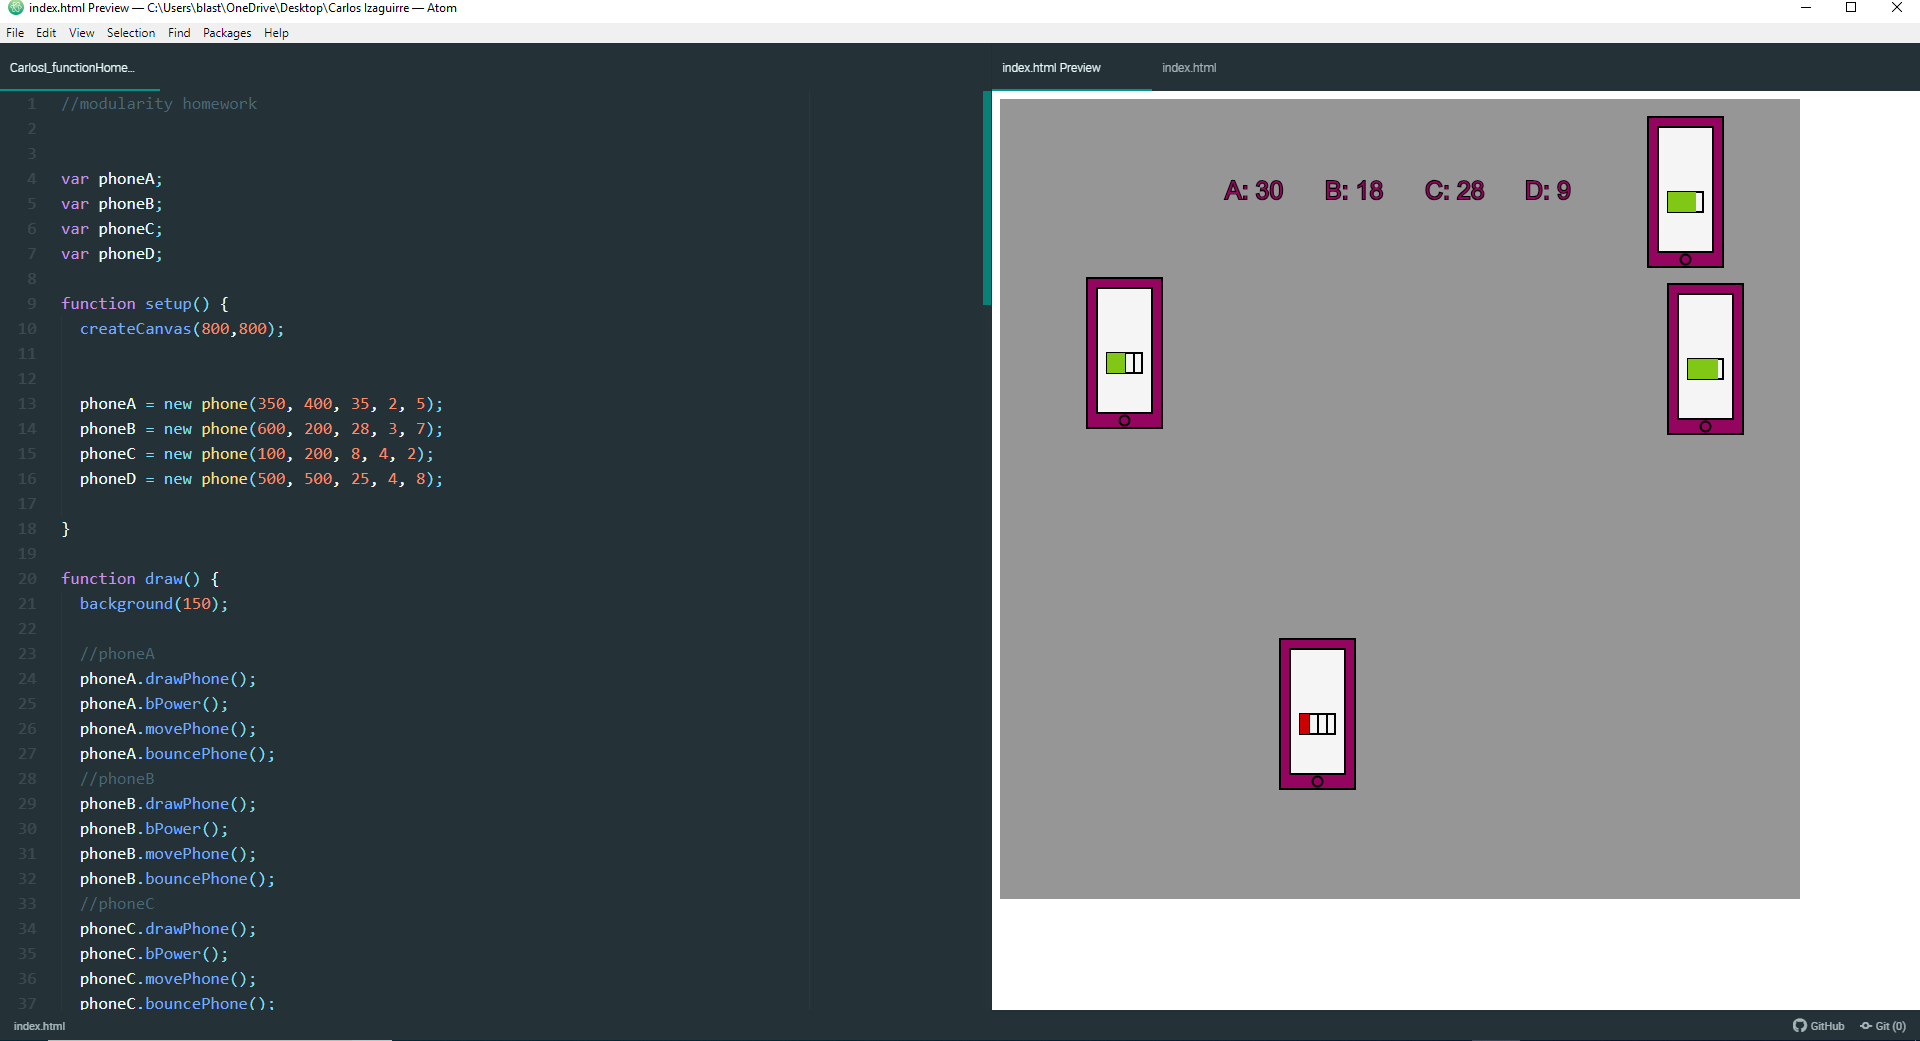 index.html Preview — C:\Users\blast\OneDrive\Desktop\Carlos Izaguirre — Atom
File Edit View Selection Find Packages Help
CarlosI_functionHome...
index.html Preview index.html
1 //modularity homework
2
3
4 var phoneA;
5 var phoneB;
6 var phoneC;
7 var phoneD;
8
9 function setup() {
10 createCanvas(800,800);
11
12
13 phoneA = new phone(350, 400, 35, 2, 5);
14 phoneB = new phone(600, 200, 28, 3, 7);
15 phoneC = new phone(100, 200, 8, 4, 2);
16 phoneD = new phone(500, 500, 25, 4, 8);
17
18 }
19
20 function draw() {
21 background(150);
22
23 //phoneA
24 phoneA.drawPhone();
25 phoneA.bPower();
26 phoneA.movePhone();
27 phoneA.bouncePhone();
28 //phoneB
29 phoneB.drawPhone();
30 phoneB.bPower();
31 phoneB.movePhone();
32 phoneB.bouncePhone();
33 //phoneC
34 phoneC.drawPhone();
35 phoneC.bPower();
36 phoneC.movePhone();
37 phoneC.bouncePhone();
A: 30 B: 18 C: 28 D: 9
index.html
GitHub Git (0)